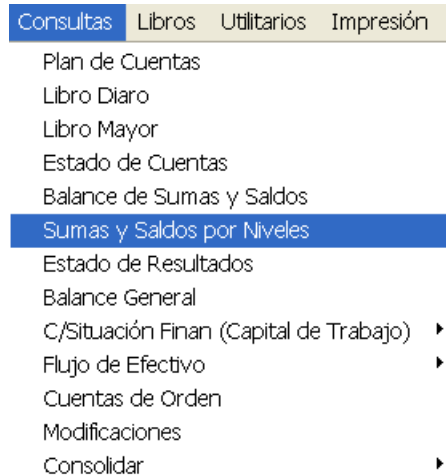 Consultas Libros Utilitarios Impresión
Plan de Cuentas
Libro Diaro
Libro Mayor
Estado de Cuentas
Balance de Sumas y Saldos
Sumas y Saldos por Niveles
Estado de Resultados
Balance General
C/Situación Finan (Capital de Trabajo)
Flujo de Efectivo
Cuentas de Orden
Modificaciones
Consolidar